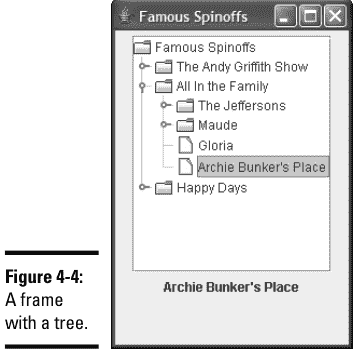 Famous Spinoffs
Famous Spinoffs
The Andy Griffith Show
All In the Family
The Jeffersons
Maude
Gloria
Archie Bunker's Place
Happy Days
Archie Bunker's Place
Figure 4-4:
A frame
with a tree.